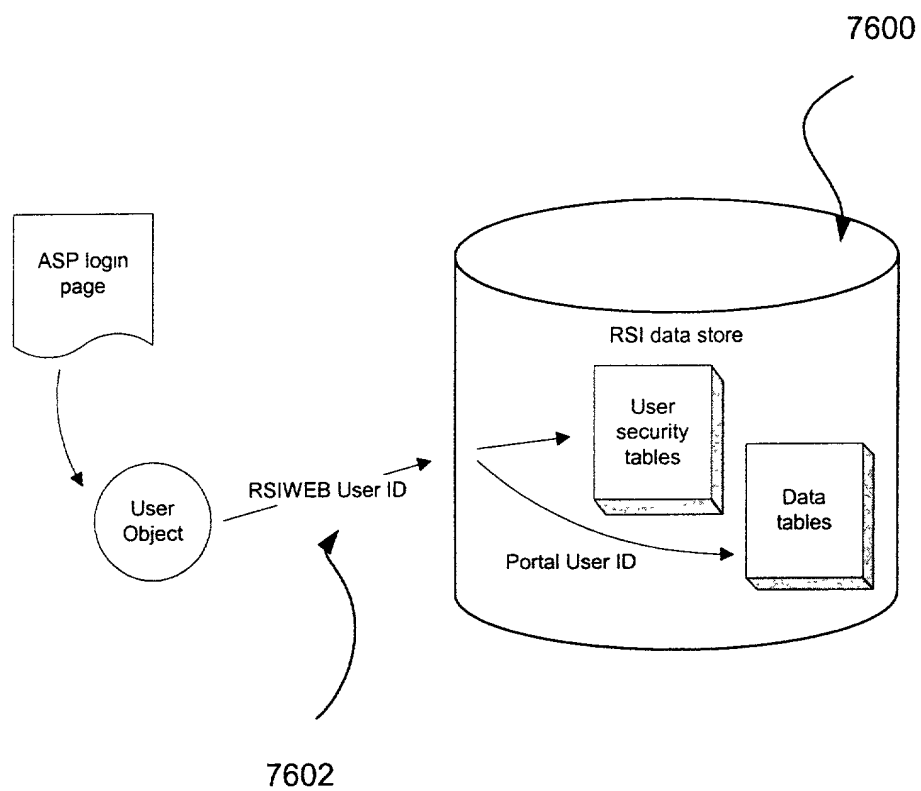 7600
ASP login
page
RSI data store
User
security
tables
RSIWEB User ID
User
Object
Data
tables
Portal User ID
7602